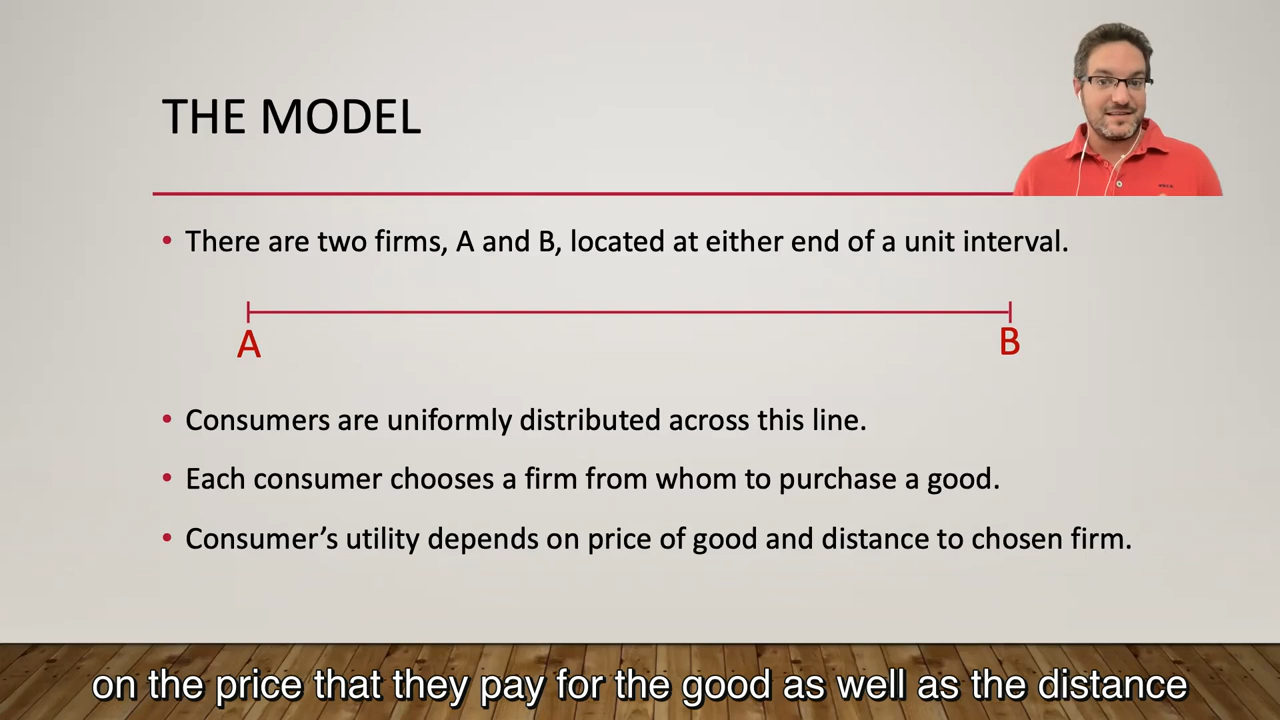 THE MODEL
• There are two firms, A and B, located at either end of a unit interval.
A
B
• Consumers are uniformly distributed across this line.
• Each consumer chooses a firm from whom to purchase a good.
• Consumer’s utility depends on price of good and distance to chosen firm.
on the price that they pay for the good as well as the distance